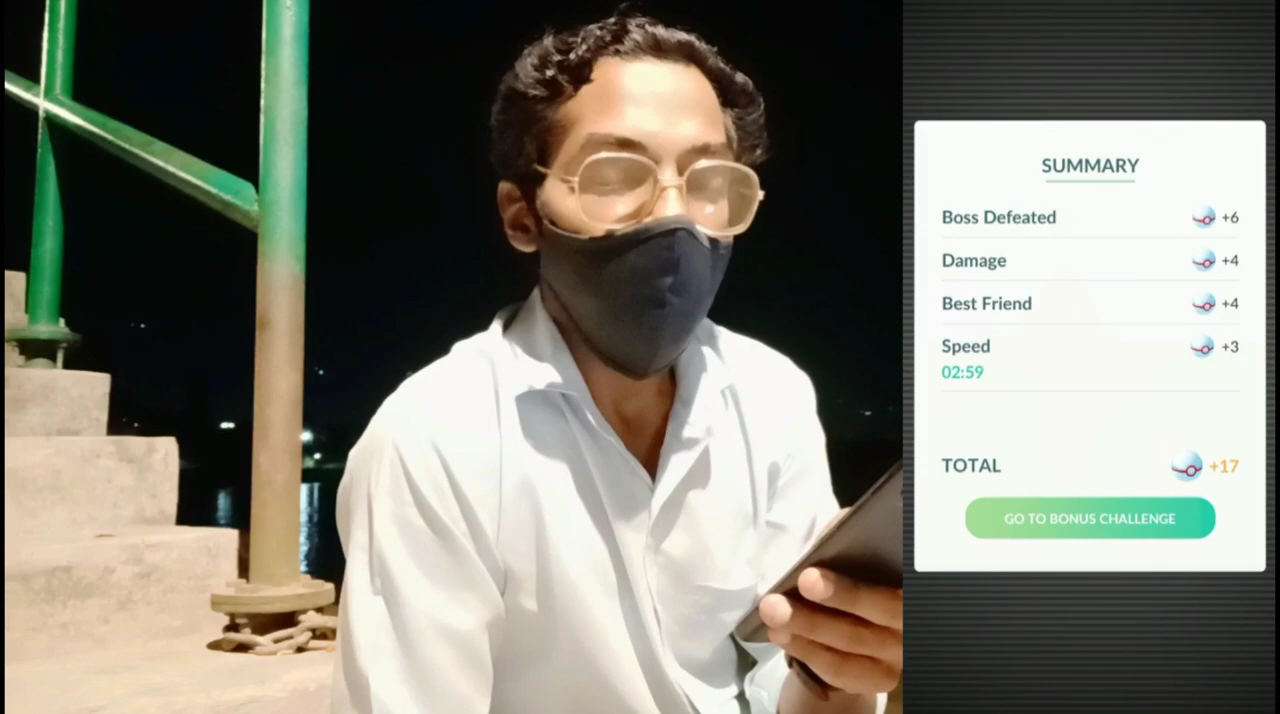 SUMMARY
Boss Defeated +6
Damage +4
Best Friend +4
Speed +3
02:59
TOTAL +17
GO TO BONUS CHALLENGE